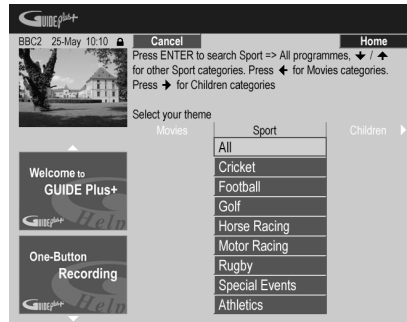 GUIDE Plus+
BBC2 25-May 10:10
Cancel
Home
Press ENTER to search Sport => All programmes, ↓ / ↑
for other Sport categories. Press ← for Movies categories.
Press → for Children categories
Select your theme
Movies
Sport
Children
All
Cricket
Football
Golf
Horse Racing
Motor Racing
Rugby
Special Events
Athletics
Welcome to
GUIDE Plus+
GUIDE Plus+ Help
One-Button
Recording
GUIDE Plus+ Help